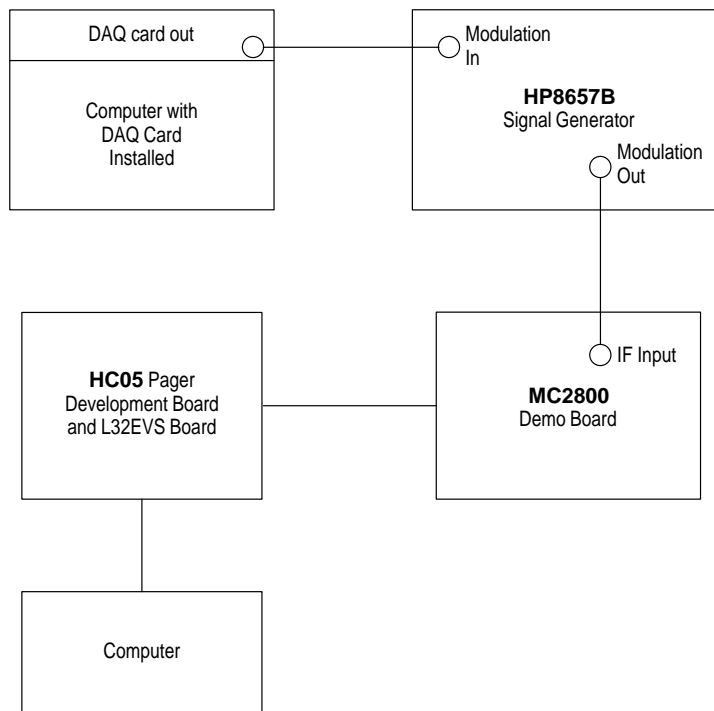 DAQ card out
Computer with
DAQ Card
Installed
Modulation
In
HP8657B
Signal Generator
Modulation
Out
HC05 Pager
Development Board
and L32EVS Board
IF Input
MC2800
Demo Board
Computer